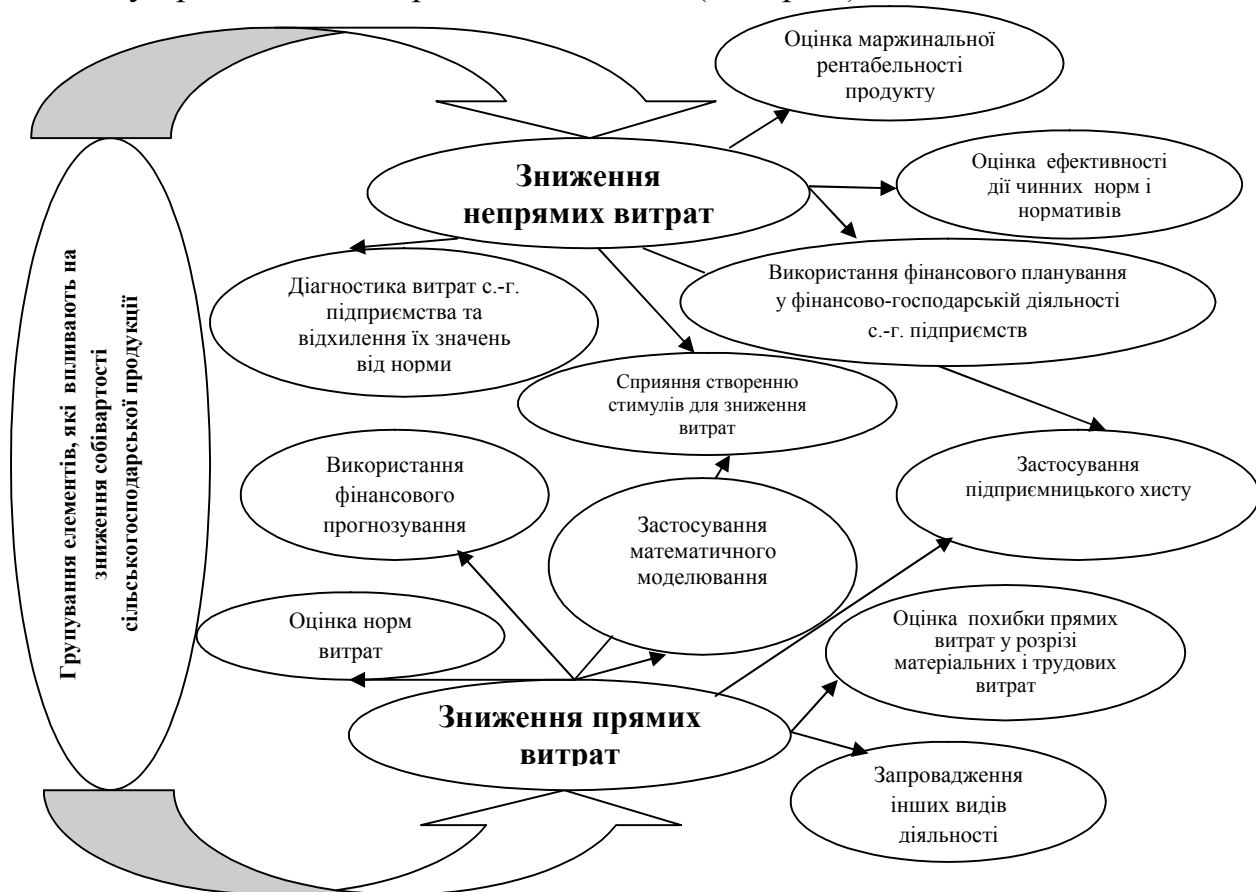 Оцінка маржинальної
рентабельності
продукту
Зниження
непрямих витрат
Оцінка ефективності
дії чинних норм і
нормативів
Групування елементів, які впливають на
зниження собівартості
сільськогосподарської продукції
Діагностика витрат с.-г.
підприємства та
відхилення їх значень
від норми
Використання фінансового планування
у фінансово-господарській діяльності
с.-г. підприємств
Сприяння створенню
стимулів для зниження
витрат
Використання
фінансового
прогнозування
Застосування
математичного
моделювання
Застосування
підприємницького хисту
Оцінка норм
витрат
Оцінка похибки прямих
витрат у розрізі
матеріальних і трудових
витрат
Зниження прямих
витрат
Запровадження
інших видів
діяльності